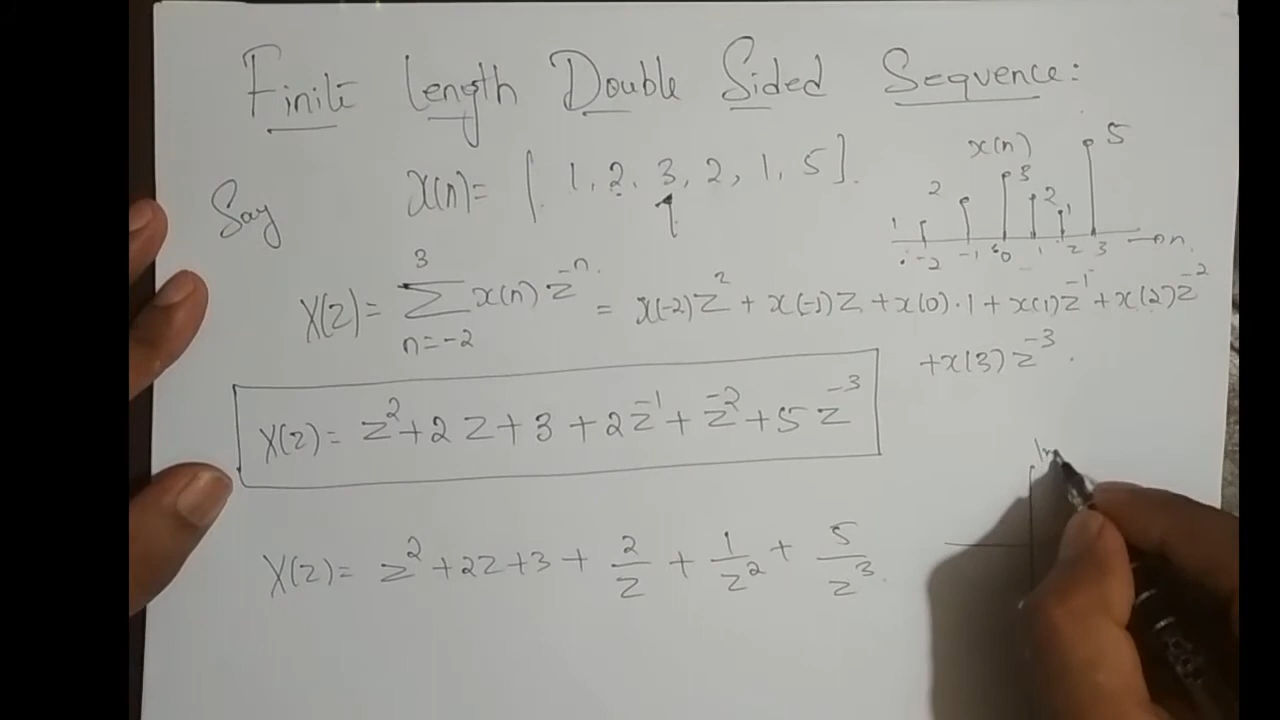 Finite Length Double Sided Sequence:
Say x(n) = [ 1, 2, 3, 2, 1, 5 ].
↑
x(n)
1 2 3 2 1 5
-2 -1 0 1 2 3 → n.
X(z) = ∑_{n=-2}^{3} x(n) z^{-n} = x(-2)z^2 + x(-1)z + x(0)·1 + x(1)z^{-1} + x(2)z^{-2}
+ x(3) z^{-3}.
X(z) = z^2 + 2z + 3 + 2z^{-1} + z^{-2} + 5z^{-3}
X(z) = z^2 + 2z + 3 + 2/z + 1/z^2 + 5/z^3.